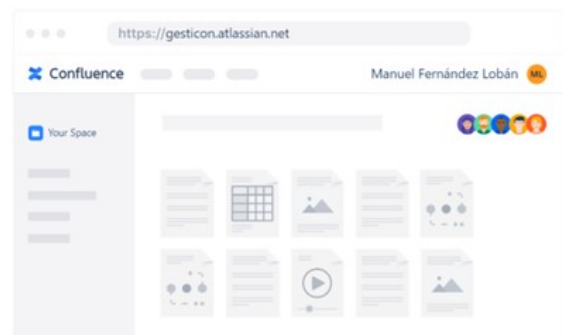 https://gesticon.atlassian.net
Confluence
Manuel Fernández Lobán ML
Your Space